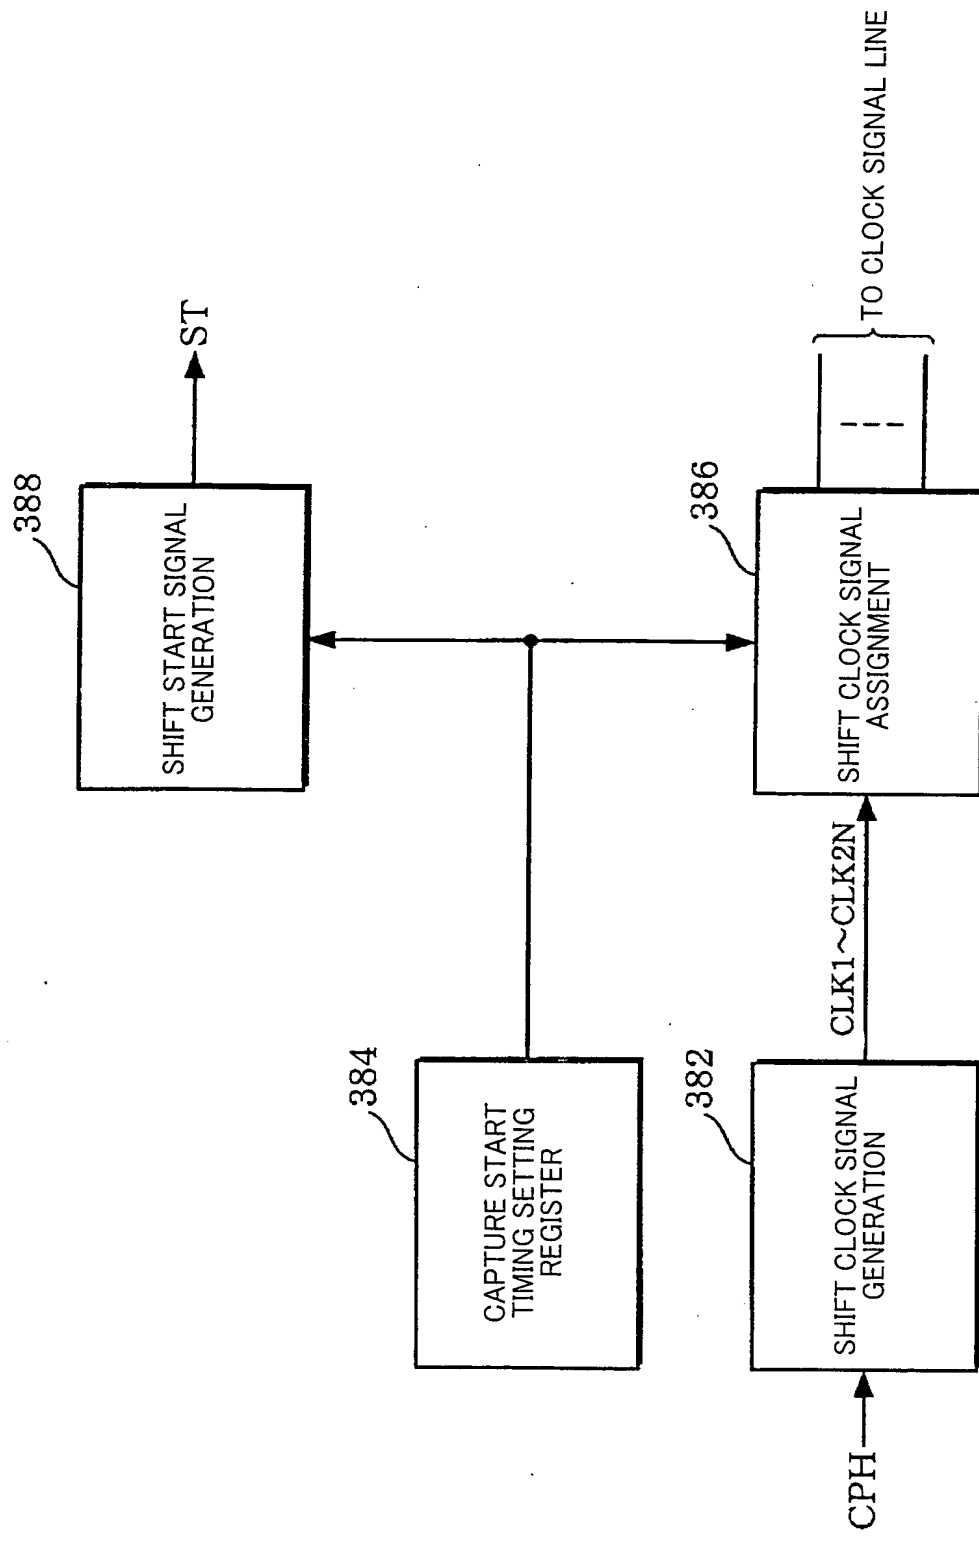 388
SHIFT START SIGNAL
GENERATION
ST
384
CAPTURE START
TIMING SETTING
REGISTER
382
SHIFT CLOCK SIGNAL
GENERATION
CPH
CLK1~CLK2N
386
SHIFT CLOCK SIGNAL
ASSIGNMENT
TO CLOCK SIGNAL LINE